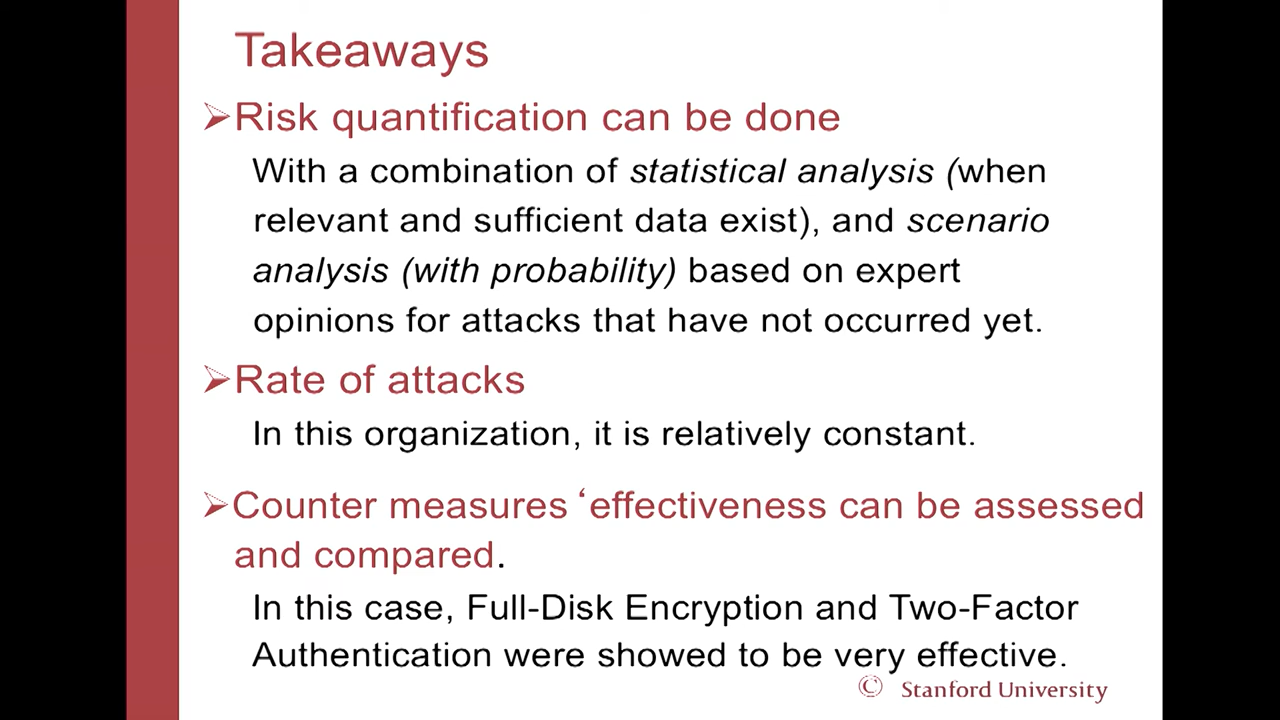 Takeaways
➢Risk quantification can be done
With a combination of statistical analysis (when
relevant and sufficient data exist), and scenario
analysis (with probability) based on expert
opinions for attacks that have not occurred yet.
➢Rate of attacks
In this organization, it is relatively constant.
➢Counter measures ‘effectiveness can be assessed
and compared.
In this case, Full-Disk Encryption and Two-Factor
Authentication were showed to be very effective.
© Stanford University